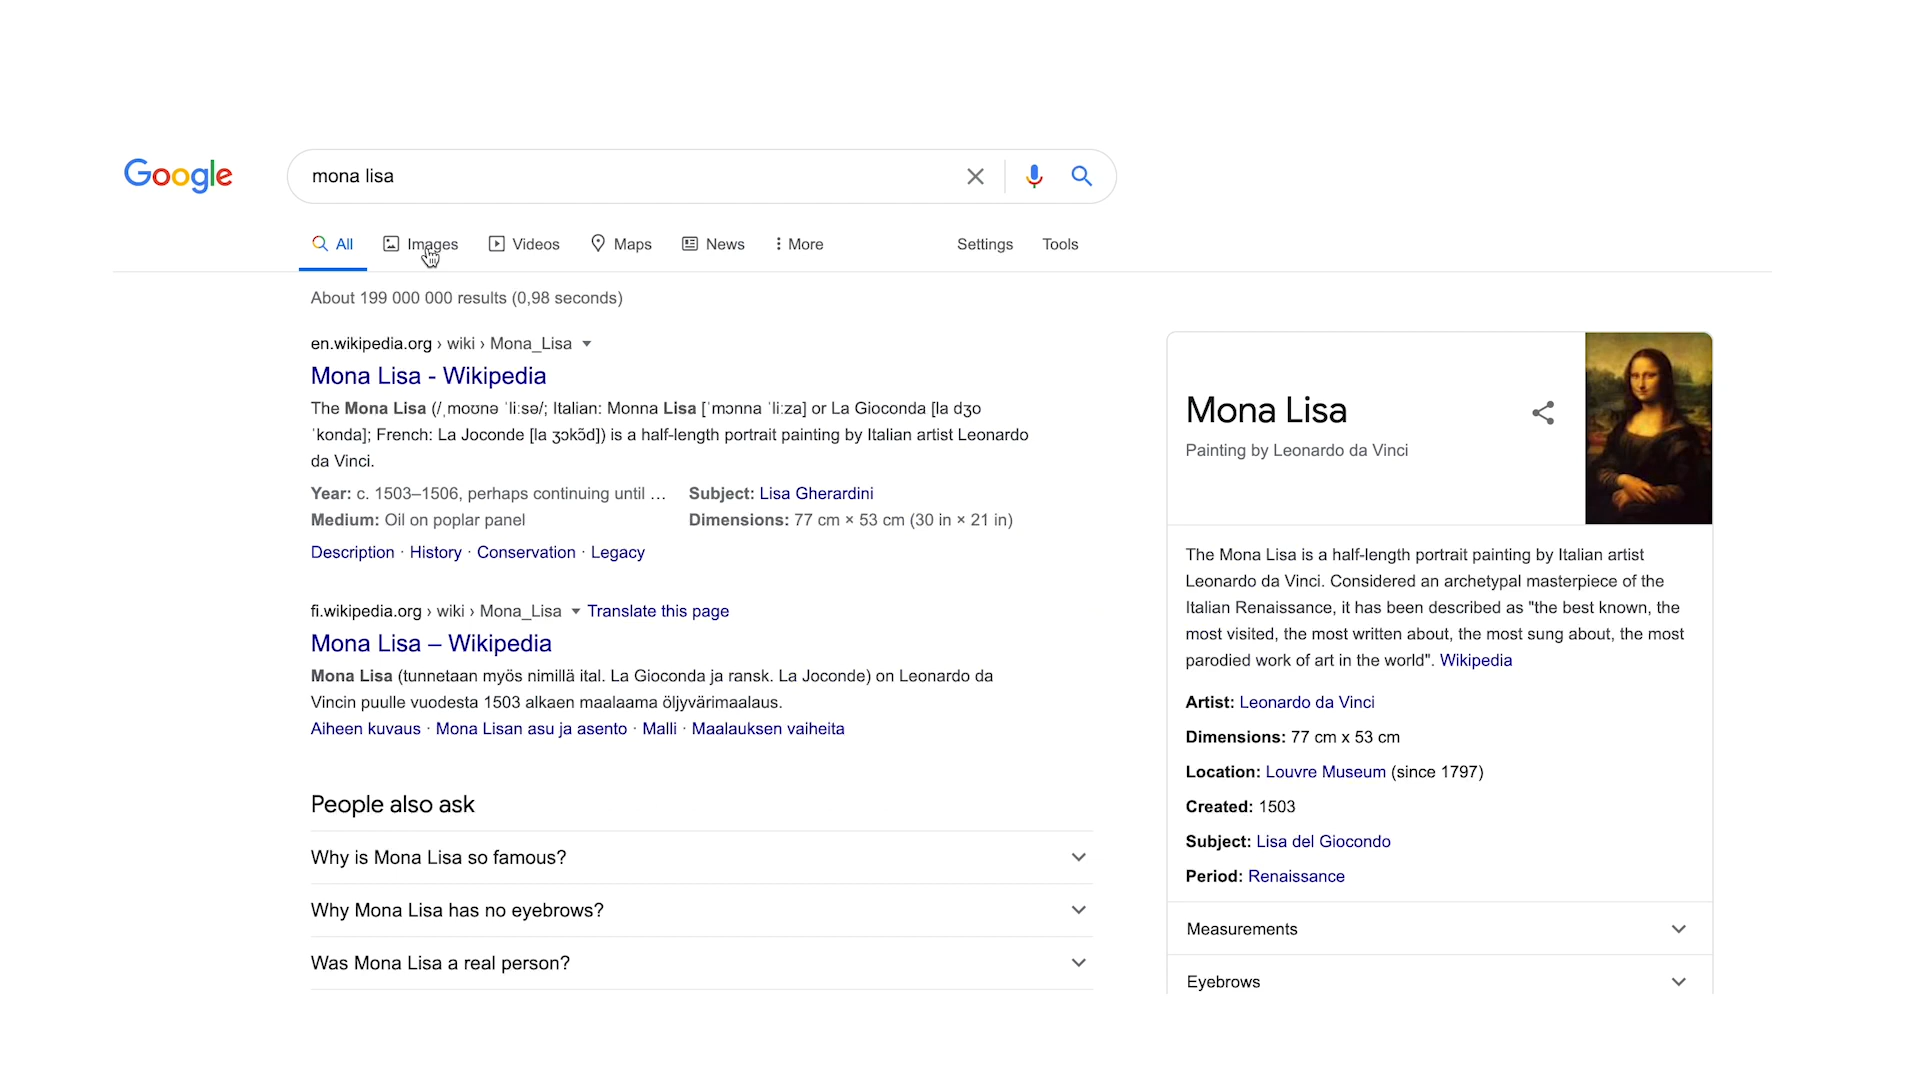 Google
mona lisa
All Images Videos Maps News More Settings Tools
About 199 000 000 results (0,98 seconds)
en.wikipedia.org › wiki › Mona_Lisa
Mona Lisa - Wikipedia
The Mona Lisa (/ˌmoʊnə ˈliːsə/; Italian: Monna Lisa [ˈmɔnna ˈliːza] or La Gioconda [la dʒo
ˈkonda]; French: La Joconde [la ʒɔkɔ̃d]) is a half-length portrait painting by Italian artist Leonardo
da Vinci.
Year: c. 1503–1506, perhaps continuing until ... Subject: Lisa Gherardini
Medium: Oil on poplar panel Dimensions: 77 cm × 53 cm (30 in × 21 in)
Description · History · Conservation · Legacy
fi.wikipedia.org › wiki › Mona_Lisa Translate this page
Mona Lisa – Wikipedia
Mona Lisa (tunnetaan myös nimillä ital. La Gioconda ja ransk. La Joconde) on Leonardo da
Vincin puulle vuodesta 1503 alkaen maalaama öljyvärimaalaus.
Aiheen kuvaus · Mona Lisan asu ja asento · Malli · Maalauksen vaiheita
People also ask
Why is Mona Lisa so famous?
Why Mona Lisa has no eyebrows?
Was Mona Lisa a real person?
Mona Lisa
Painting by Leonardo da Vinci
The Mona Lisa is a half-length portrait painting by Italian artist
Leonardo da Vinci. Considered an archetypal masterpiece of the
Italian Renaissance, it has been described as "the best known, the
most visited, the most written about, the most sung about, the most
parodied work of art in the world". Wikipedia
Artist: Leonardo da Vinci
Dimensions: 77 cm x 53 cm
Location: Louvre Museum (since 1797)
Created: 1503
Subject: Lisa del Giocondo
Period: Renaissance
Measurements
Eyebrows